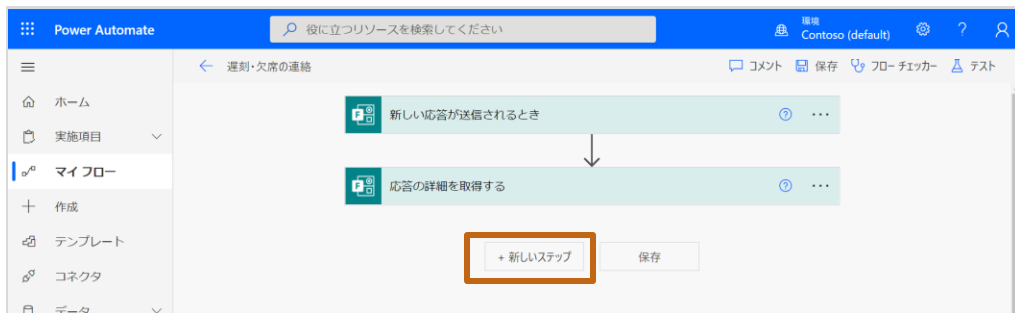 Power Automate
役に立つリソースを検索してください
環境
Contoso (default)
?
← 遅刻・欠席の連絡
コメント 保存 フロー チェッカー テスト
ホーム
実施項目
マイ フロー
作成
テンプレート
コネクタ
データ
新しい応答が送信されるとき
応答の詳細を取得する
+ 新しいステップ
保存